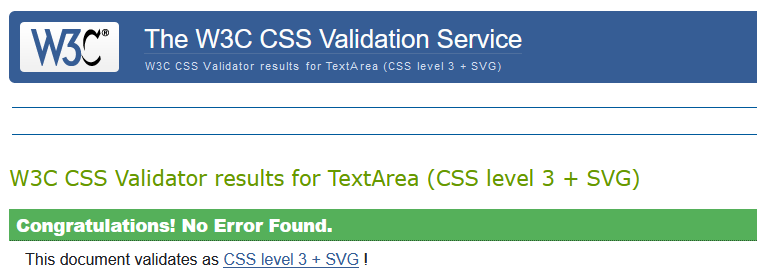 W3C®
The W3C CSS Validation Service
W3C CSS Validator results for TextArea (CSS level 3 + SVG)
W3C CSS Validator results for TextArea (CSS level 3 + SVG)
Congratulations! No Error Found.
This document validates as CSS level 3 + SVG !